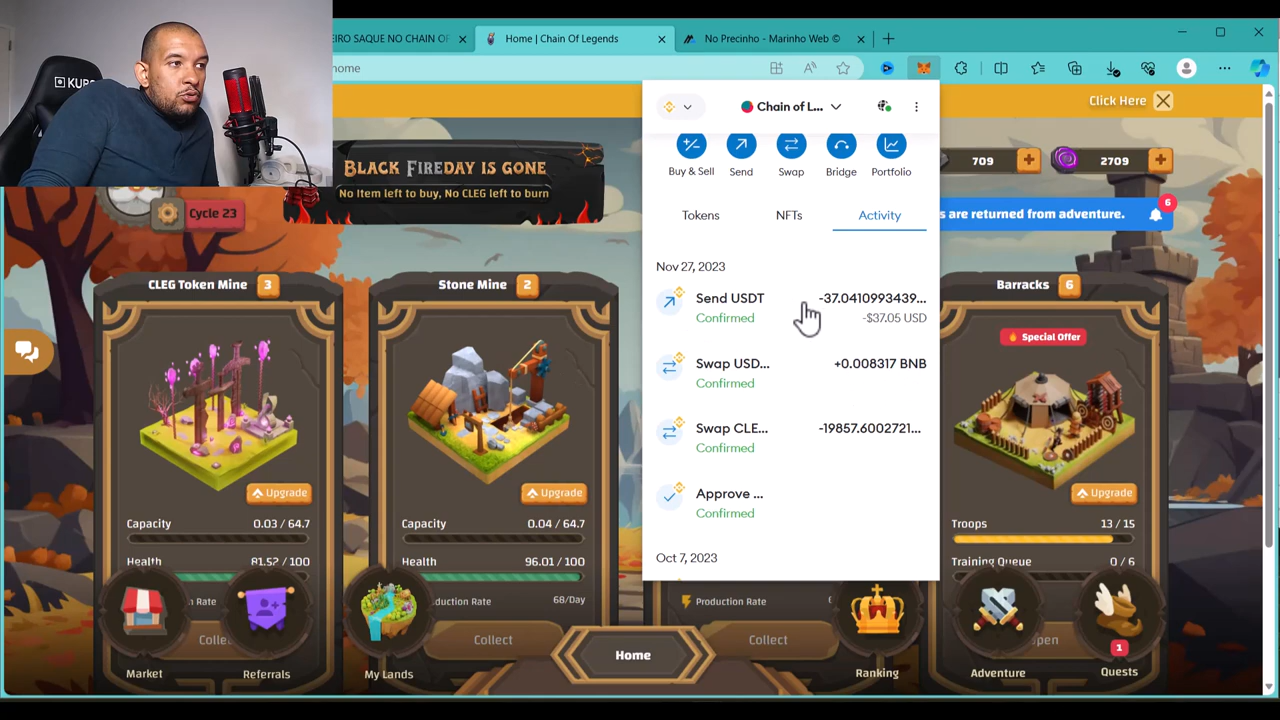 KURS
EIRO SAQUE NO CHAIN OF
Home | Chain Of Legends
No Precinho - Marinho Web ©
home
Click Here
BLACK FIREDAY IS GONE
No Item left to buy, No CLEG left to burn
Cycle 23
709
2709
s are returned from adventure.
6
Chain of L...
Buy & Sell
Send
Swap
Bridge
Portfolio
Tokens
NFTs
Activity
Nov 27, 2023
Send USDT
-37.0410993439...
Confirmed
-$37.05 USD
Swap USD...
+0.008317 BNB
Confirmed
Swap CLE...
-19857.6002721...
Confirmed
Approve ...
Confirmed
Oct 7, 2023
CLEG Token Mine
3
Upgrade
Capacity
0.03 / 64.7
Health
81.52 / 100
Stone Mine
2
Upgrade
Capacity
0.04 / 64.7
Health
96.01 / 100
68/Day
Collect
Production Rate
Collect
Barracks
6
Special Offer
Upgrade
Troops
13 / 15
Training Queue
0 / 6
Market
Referrals
My Lands
Home
Ranking
Adventure
1
Quests